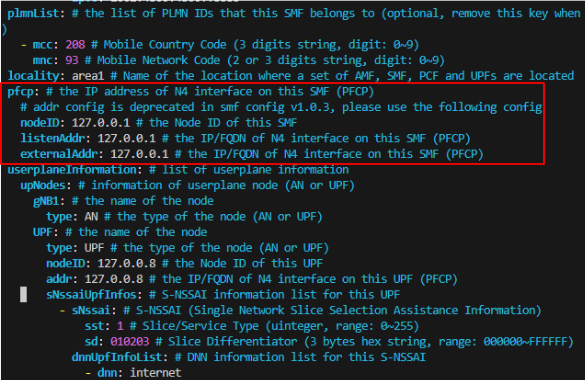 plmnList: # the list of PLMN IDs that this SMF belongs to (optional, remove this key when
)
- mcc: 208 # Mobile Country Code (3 digits string, digit: 0~9)
mnc: 93 # Mobile Network Code (2 or 3 digits string, digit: 0~9)
locality: area1 # Name of the location where a set of AMF, SMF, PCF and UPFs are located
pfcp: # the IP address of N4 interface on this SMF (PFCP)
# addr config is deprecated in smf config v1.0.3, please use the following config
nodeID: 127.0.0.1 # the Node ID of this SMF
listenAddr: 127.0.0.1 # the IP/FQDN of N4 interface on this SMF (PFCP)
externalAddr: 127.0.0.1 # the IP/FQDN of N4 interface on this SMF (PFCP)
userplaneInformation: # list of userplane information
upNodes: # information of userplane node (AN or UPF)
gNB1: # the name of the node
type: AN # the type of the node (AN or UPF)
UPF: # the name of the node
type: UPF # the type of the node (AN or UPF)
nodeID: 127.0.0.8 # the Node ID of this UPF
addr: 127.0.0.8 # the IP/FQDN of N4 interface on this UPF (PFCP)
sNssaiUpfInfos: # S-NSSAI information list for this UPF
- sNssai: # S-NSSAI (Single Network Slice Selection Assistance Information)
sst: 1 # Slice/Service Type (uinteger, range: 0~255)
sd: 010203 # Slice Differentiator (3 bytes hex string, range: 000000~FFFFFF)
dnnUpfInfoList: # DNN information list for this S-NSSAI
- dnn: internet